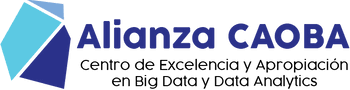 Alianza CAOBA
Centro de Excelencia y Apropiación
en Big Data y Data Analytics